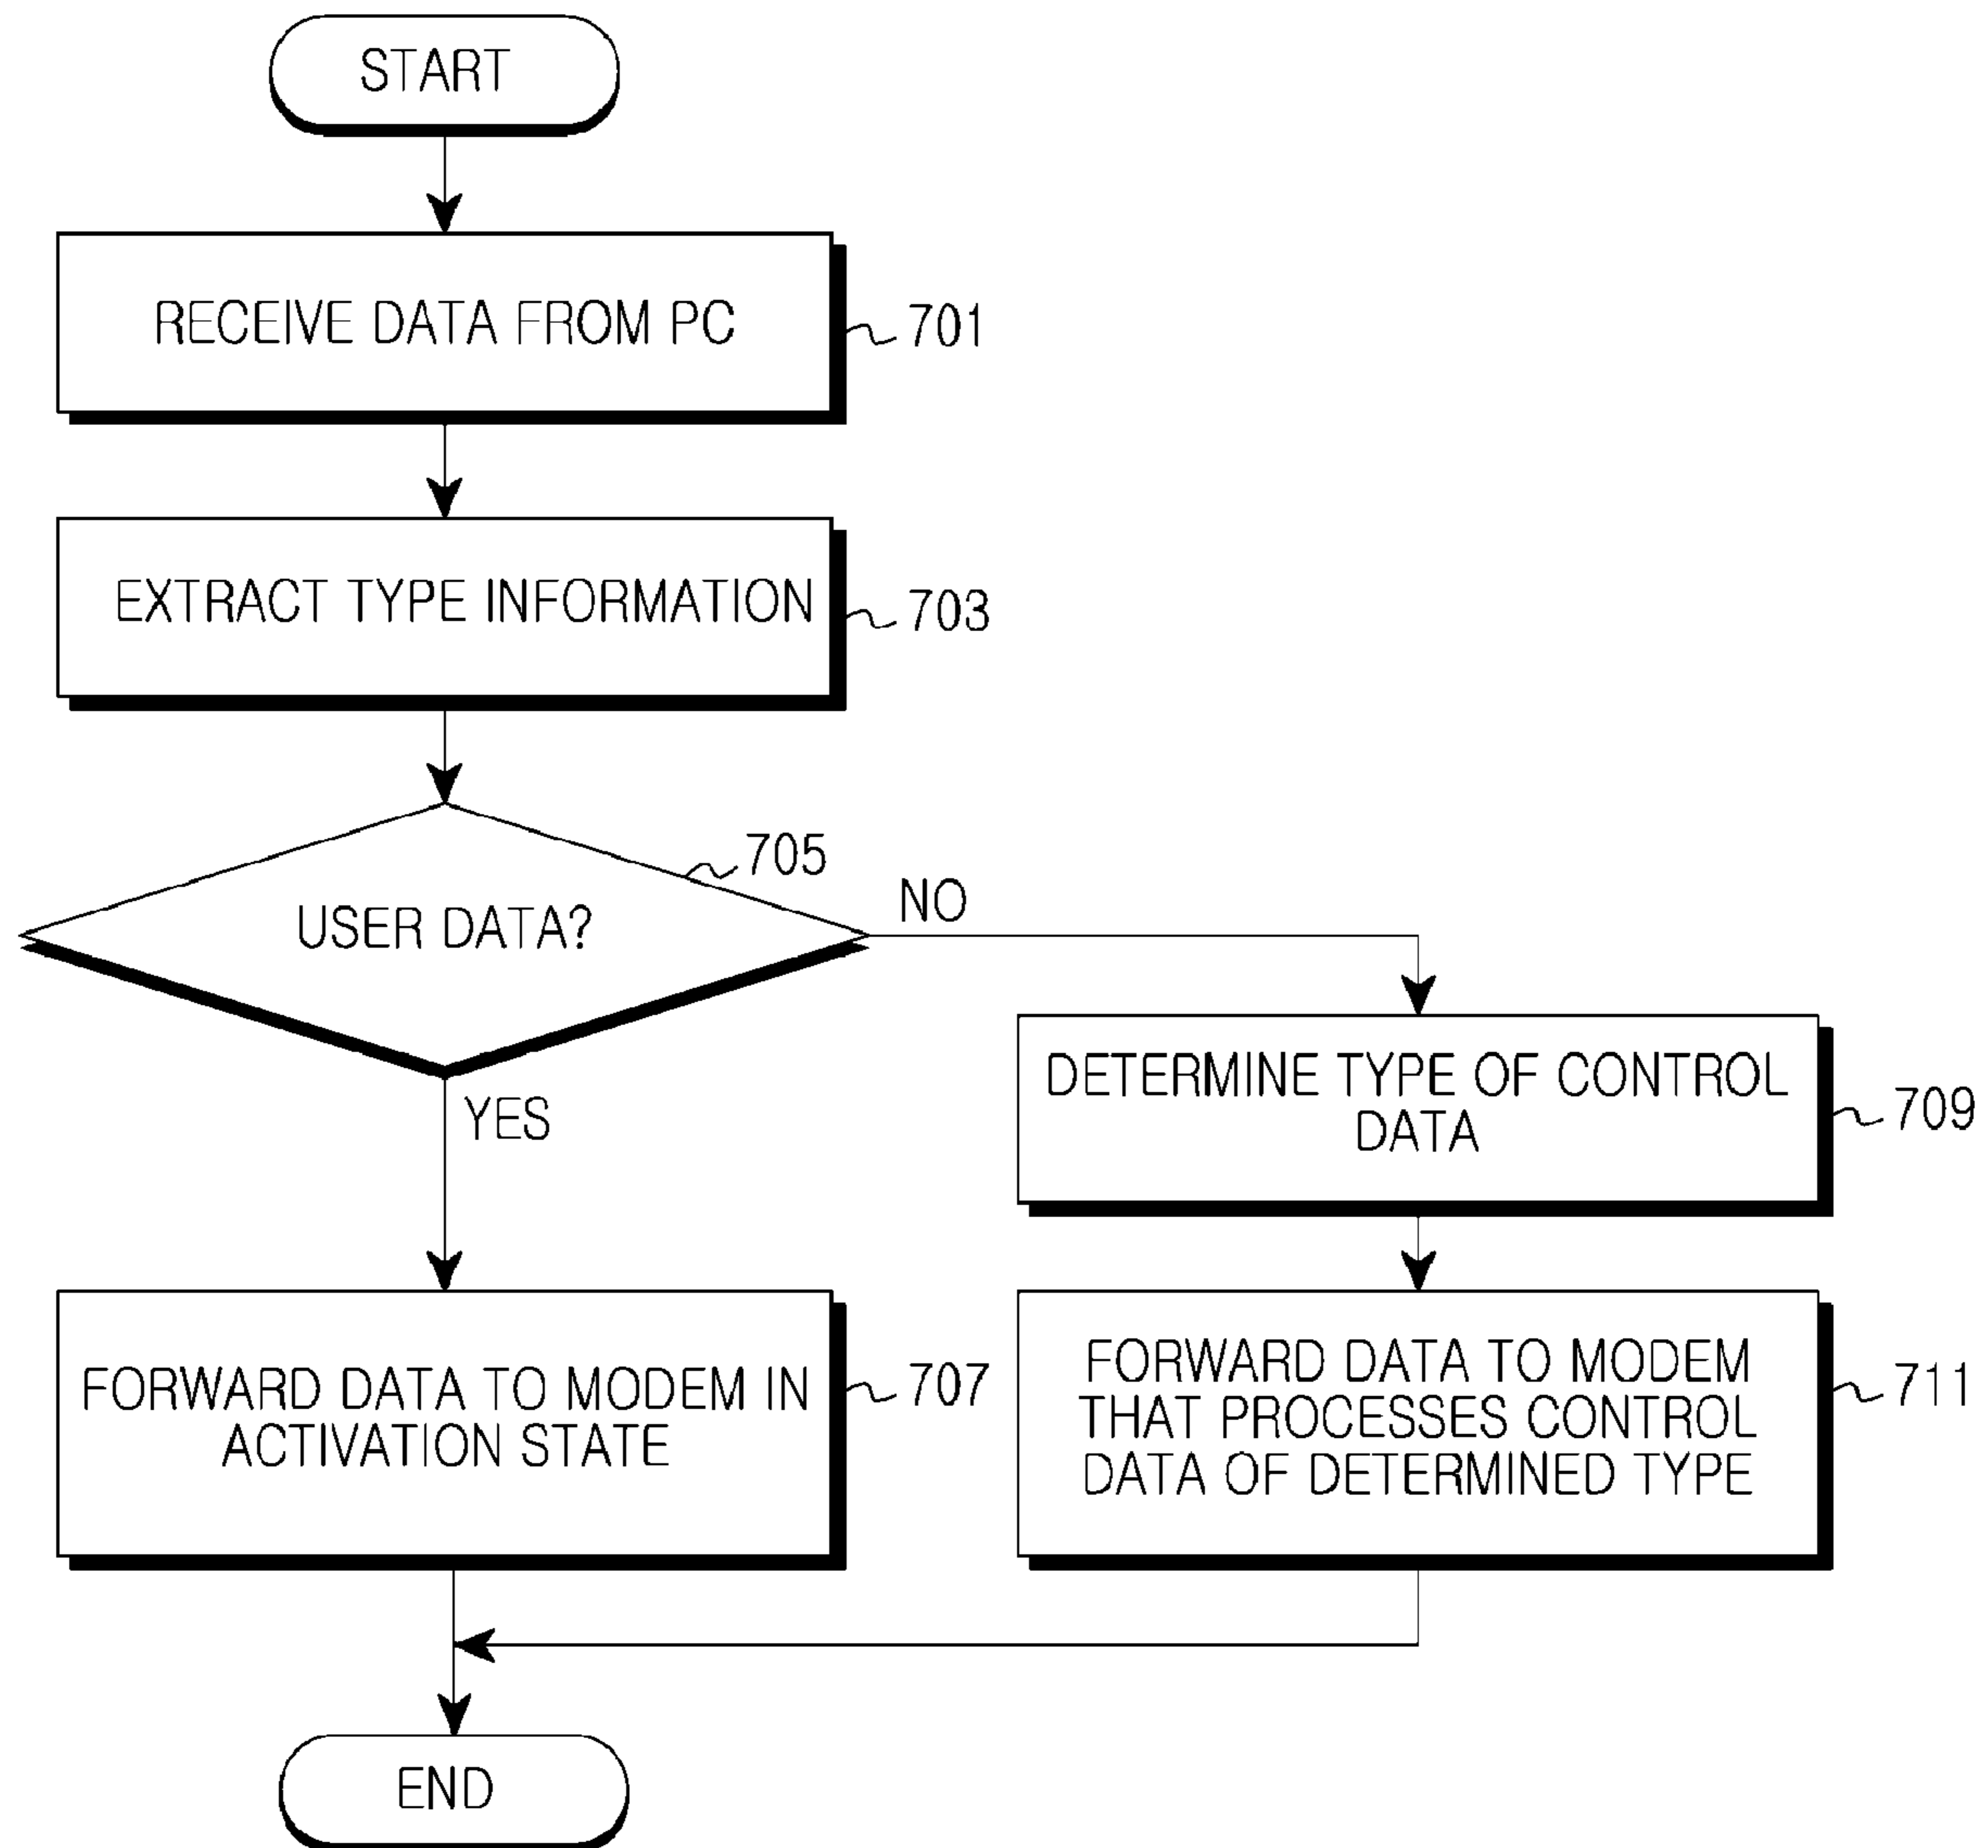 START
RECEIVE DATA FROM PC
701
EXTRACT TYPE INFORMATION
703
705
USER DATA?
NO
YES
DETERMINE TYPE OF CONTROL
DATA
709
FORWARD DATA TO MODEM IN
ACTIVATION STATE
707
FORWARD DATA TO MODEM
THAT PROCESSES CONTROL
DATA OF DETERMINED TYPE
711
END